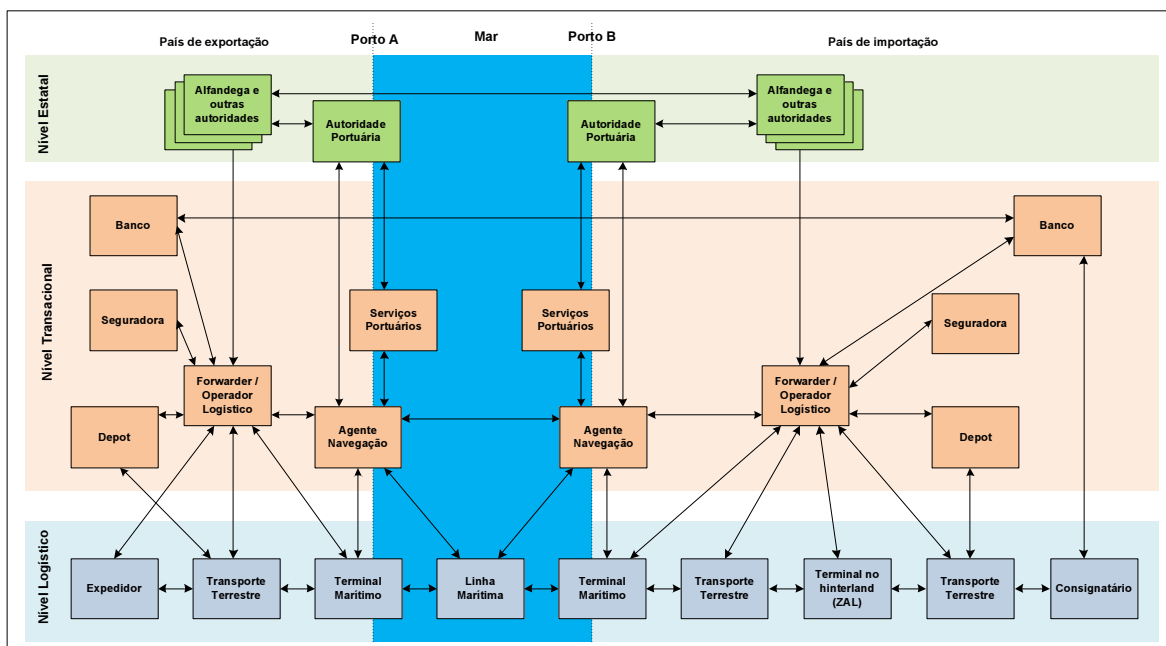 País de exportação
Porto A
Mar
Porto B
País de importação
Nível Estatal
Alfandega e
outras
autoridades
Autoridade
Portuária
Autoridade
Portuária
Alfandega e
outras
autoridades
Nível Transacional
Banco
Banco
Seguradora
Serviços
Portuários
Serviços
Portuários
Seguradora
Forwarder /
Operador
Logístico
Forwarder /
Operador
Logístico
Depot
Agente
Navegação
Agente
Navegação
Depot
Nível Logístico
Expedidor
Transporte
Terrestre
Terminal
Marítimo
Linha
Marítima
Terminal
Marítimo
Transporte
Terrestre
Terminal no
hinterland
(ZAL)
Transporte
Terrestre
Consignatário